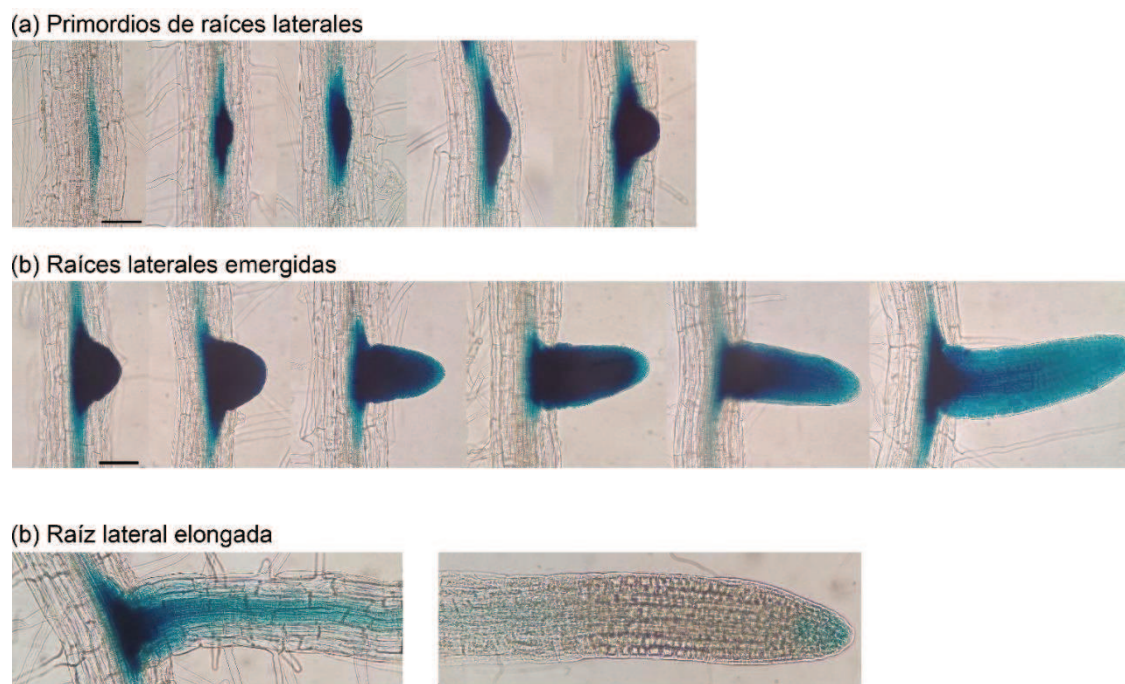 (a) Primordios de raíces laterales
(b) Raíces laterales emergidas
(b) Raíz lateral elongada